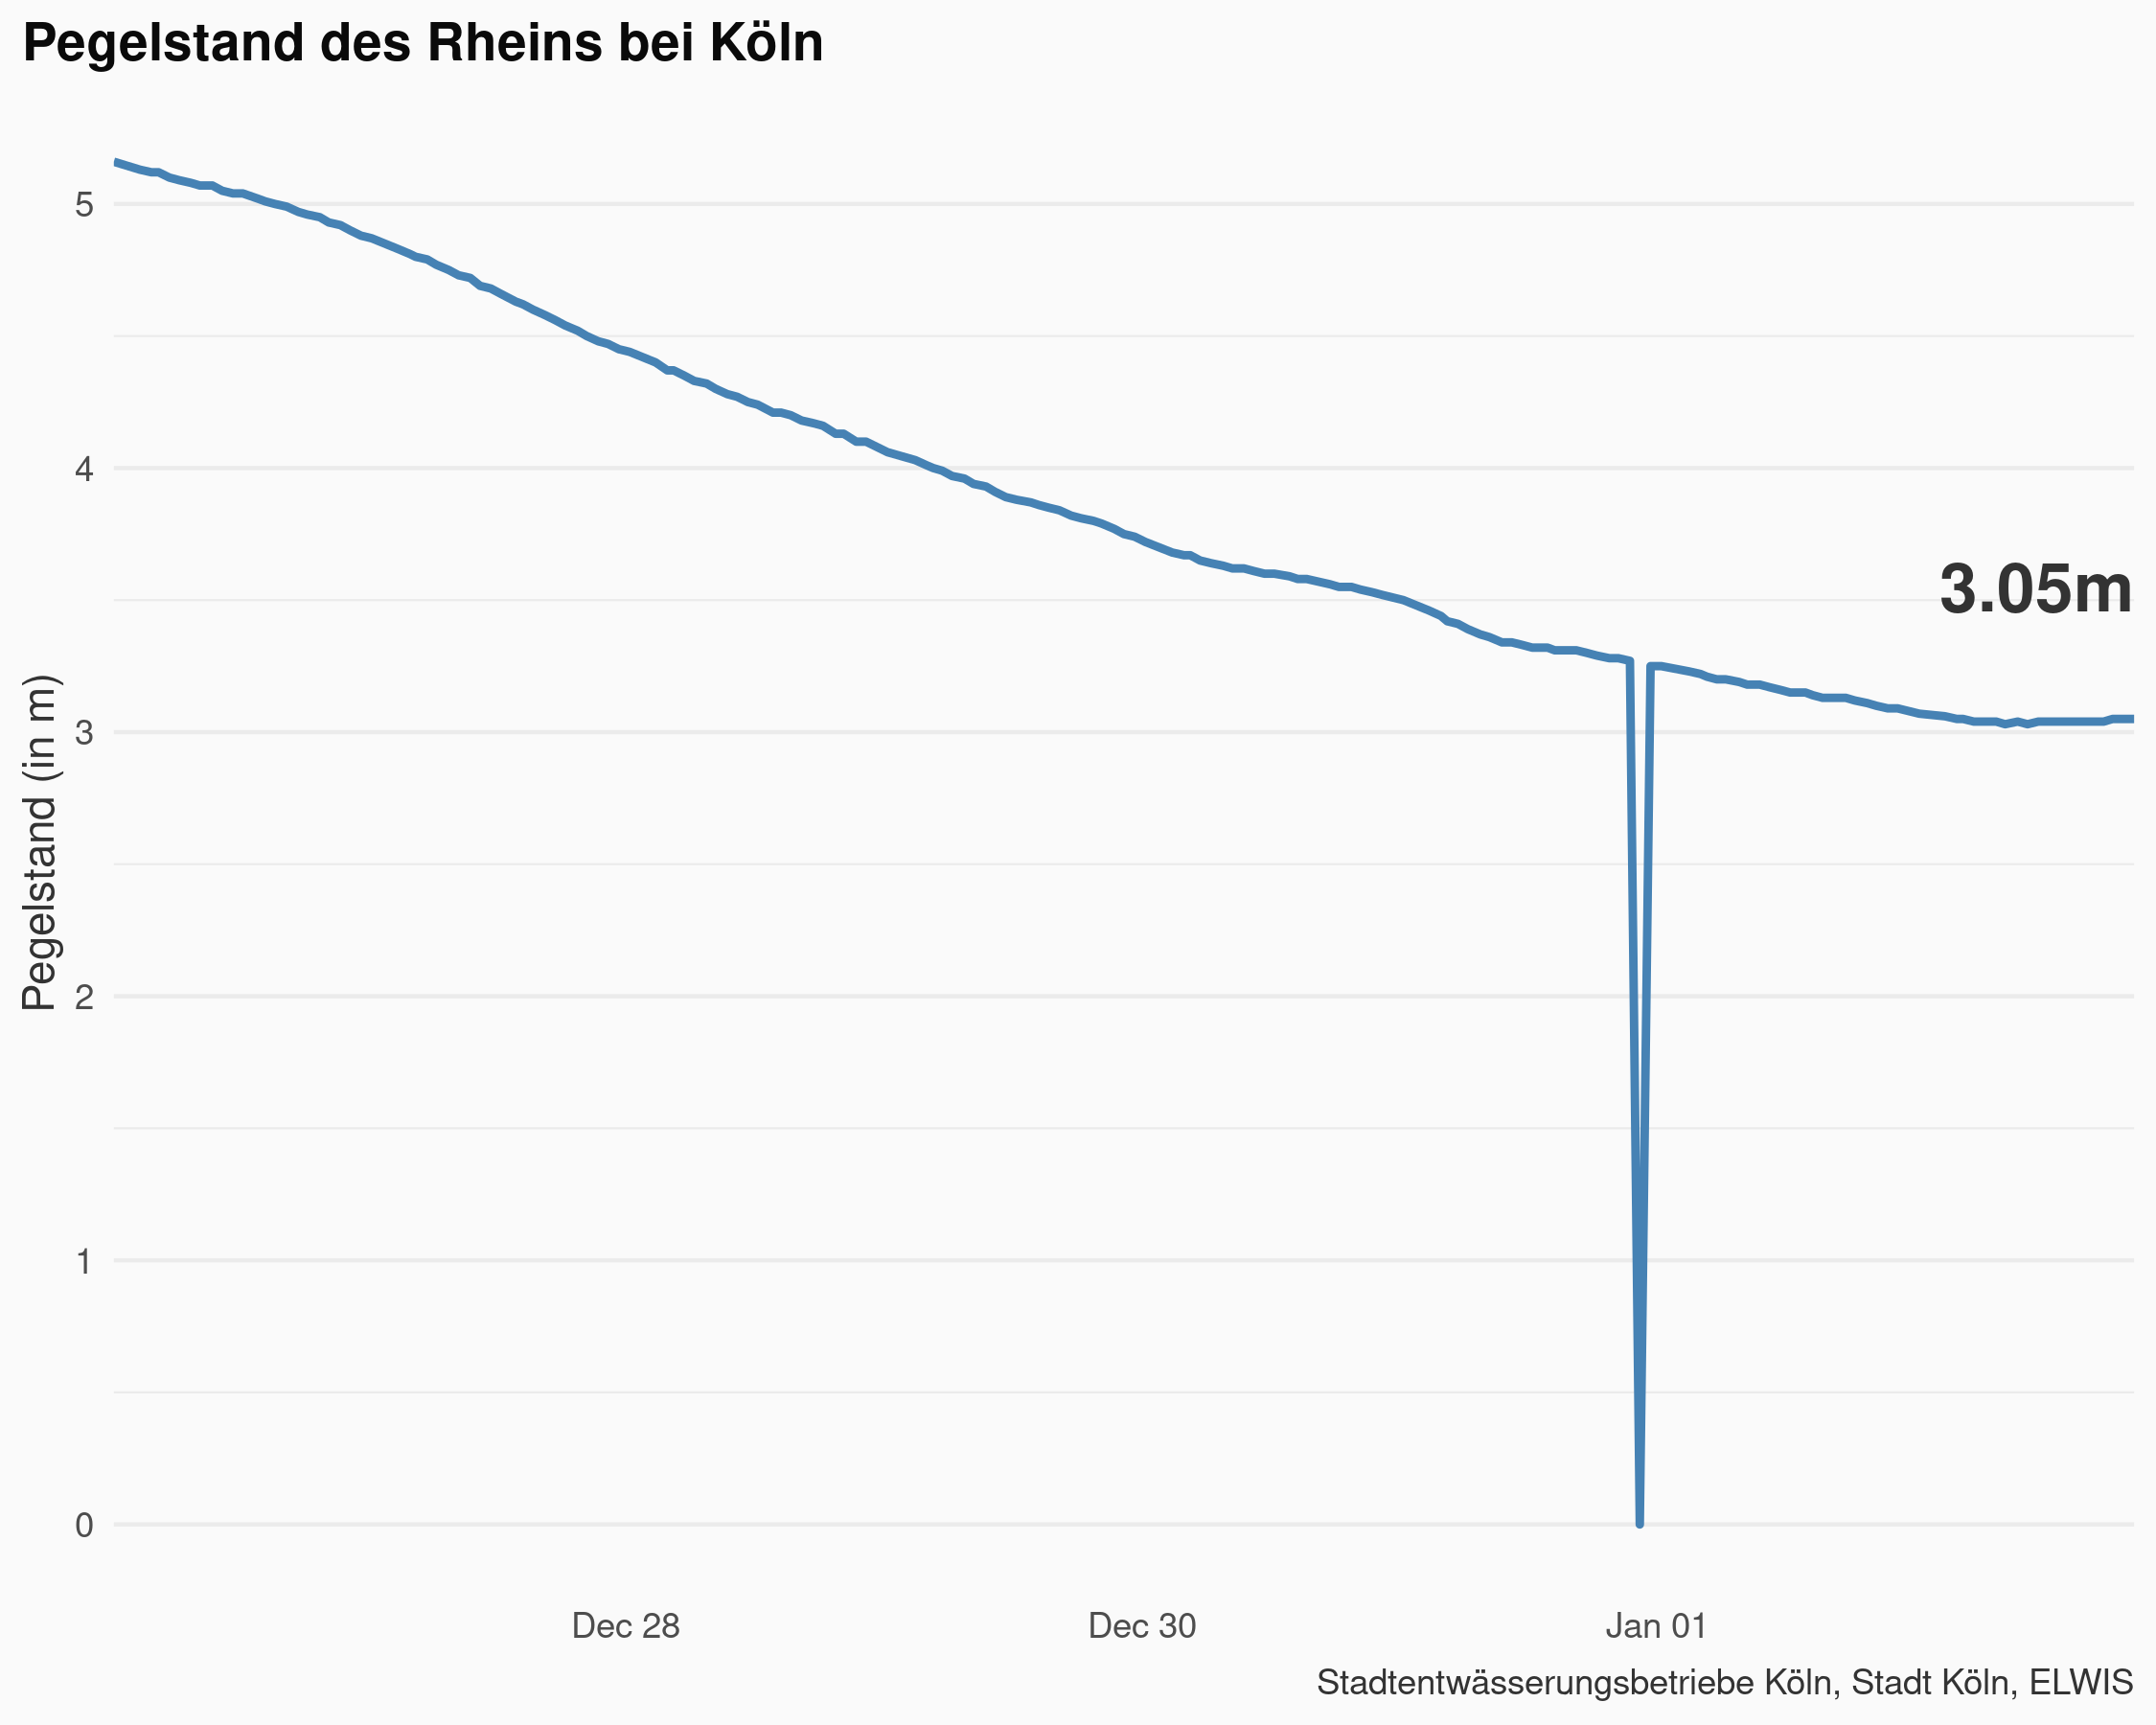 Pegelstand des Rheins bei Köln
Pegelstand (in m)
5
4
3
2
1
0
3.05m
Dec 28
Dec 30
Jan 01
Stadtentwässerungsbetriebe Köln, Stadt Köln, ELWIS